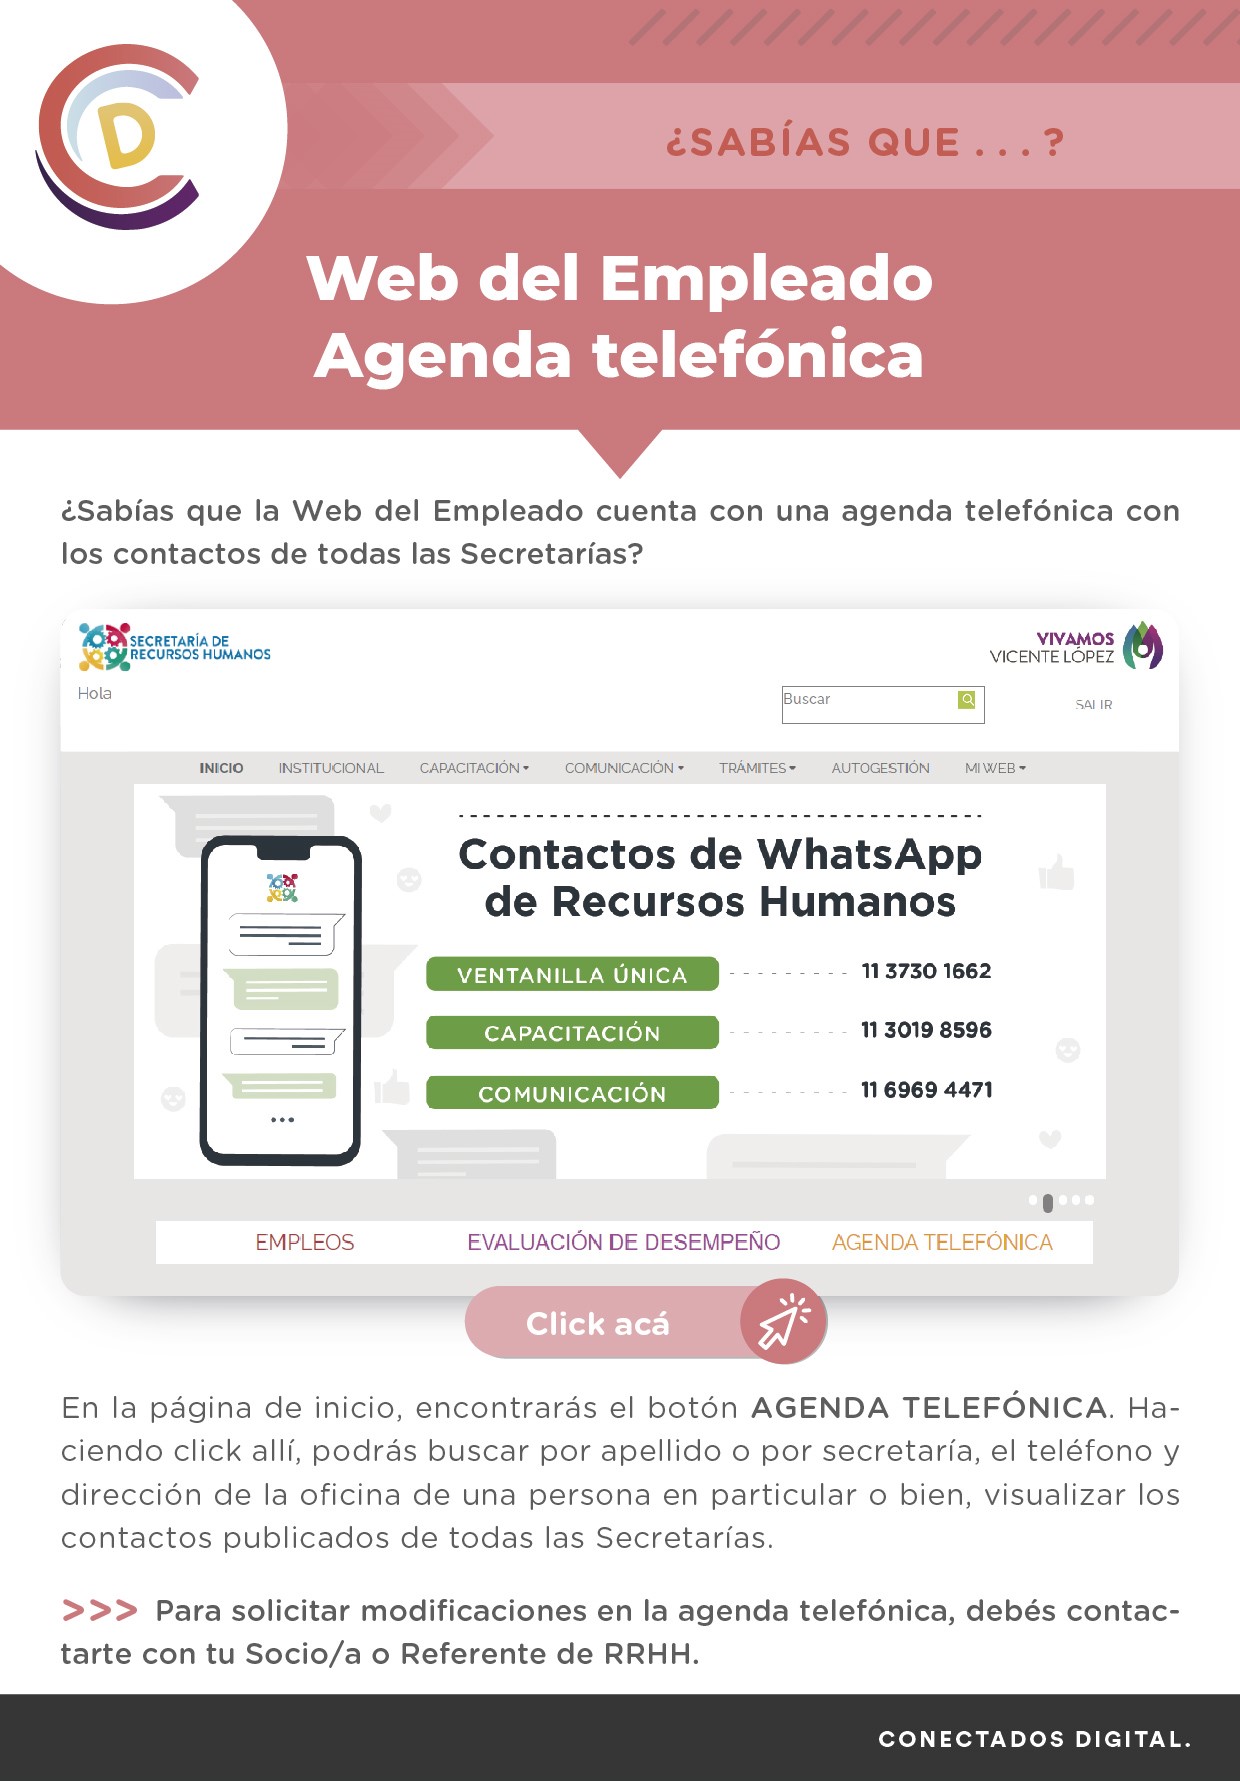 D
¿SABÍAS QUE . . . ?
Web del Empleado
Agenda telefónica
¿Sabías que la Web del Empleado cuenta con una agenda telefónica con
los contactos de todas las Secretarías?
SECRETARÍA DE
RECURSOS HUMANOS
VIVAMOS
VICENTE LÓPEZ
Hola
Buscar
SALIR
INICIO INSTITUCIONAL CAPACITACIÓN COMUNICACIÓN TRÁMITES AUTOGESTIÓN MI WEB
Contactos de WhatsApp
de Recursos Humanos
VENTANILLA ÚNICA 11 3730 1662
CAPACITACIÓN 11 3019 8596
COMUNICACIÓN 11 6969 4471
EMPLEOS EVALUACIÓN DE DESEMPEÑO AGENDA TELEFÓNICA
Click acá
En la página de inicio, encontrarás el botón AGENDA TELEFÓNICA. Ha-
ciendo click allí, podrás buscar por apellido o por secretaría, el teléfono y
dirección de la oficina de una persona en particular o bien, visualizar los
contactos publicados de todas las Secretarías.
>>> Para solicitar modificaciones en la agenda telefónica, debés contac-
tarte con tu Socio/a o Referente de RRHH.
CONECTADOS DIGITAL.